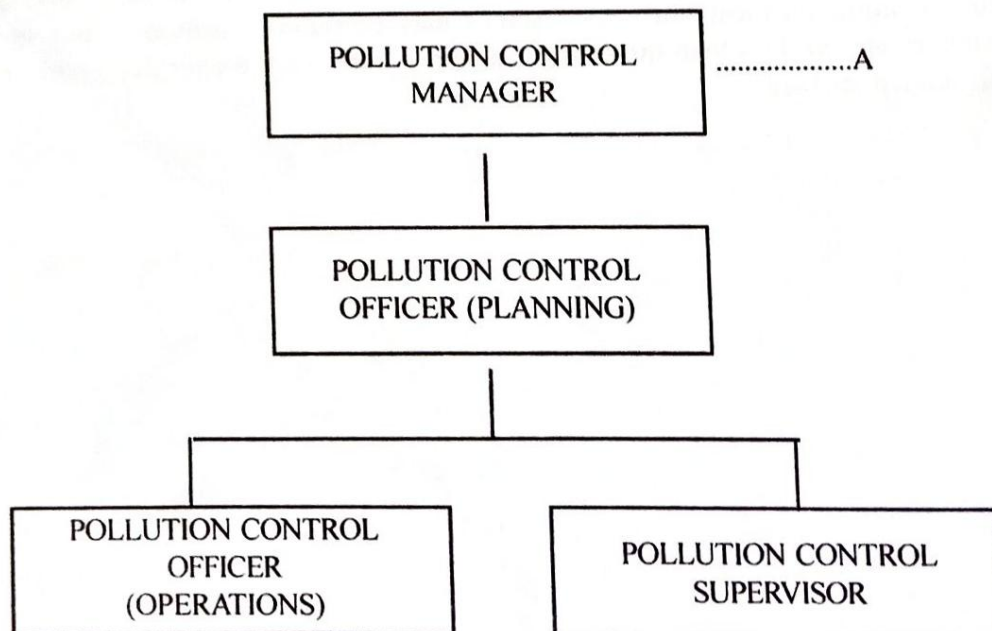 POLLUTION CONTROL
MANAGER
...................A
POLLUTION CONTROL
OFFICER (PLANNING)
POLLUTION CONTROL
OFFICER
(OPERATIONS)
POLLUTION CONTROL
SUPERVISOR